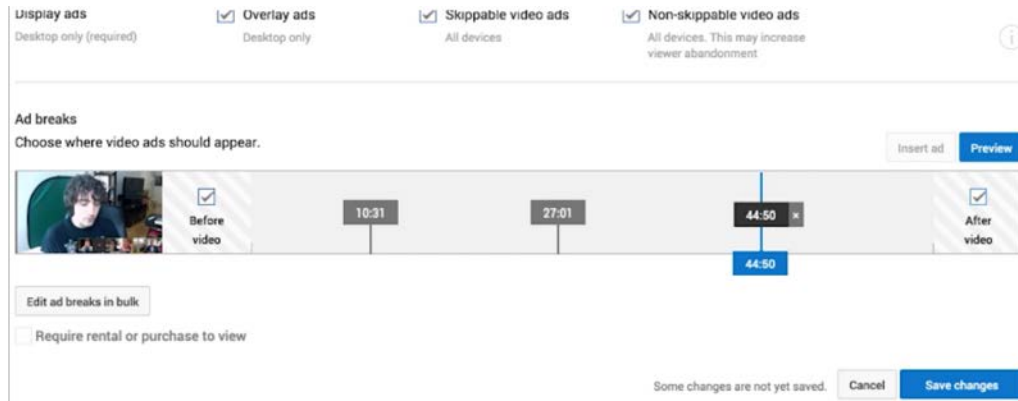 Display ads
Overlay ads
Skippable video ads
Non-skippable video ads
Desktop only (required)
Desktop only
All devices
All devices. This may increase
viewer abandonment
Ad breaks
Choose where video ads should appear.
Insert ad
Preview
Before
video
10:31
27:01
44:50 ×
After
video
44:50
Edit ad breaks in bulk
Require rental or purchase to view
Some changes are not yet saved.
Cancel
Save changes